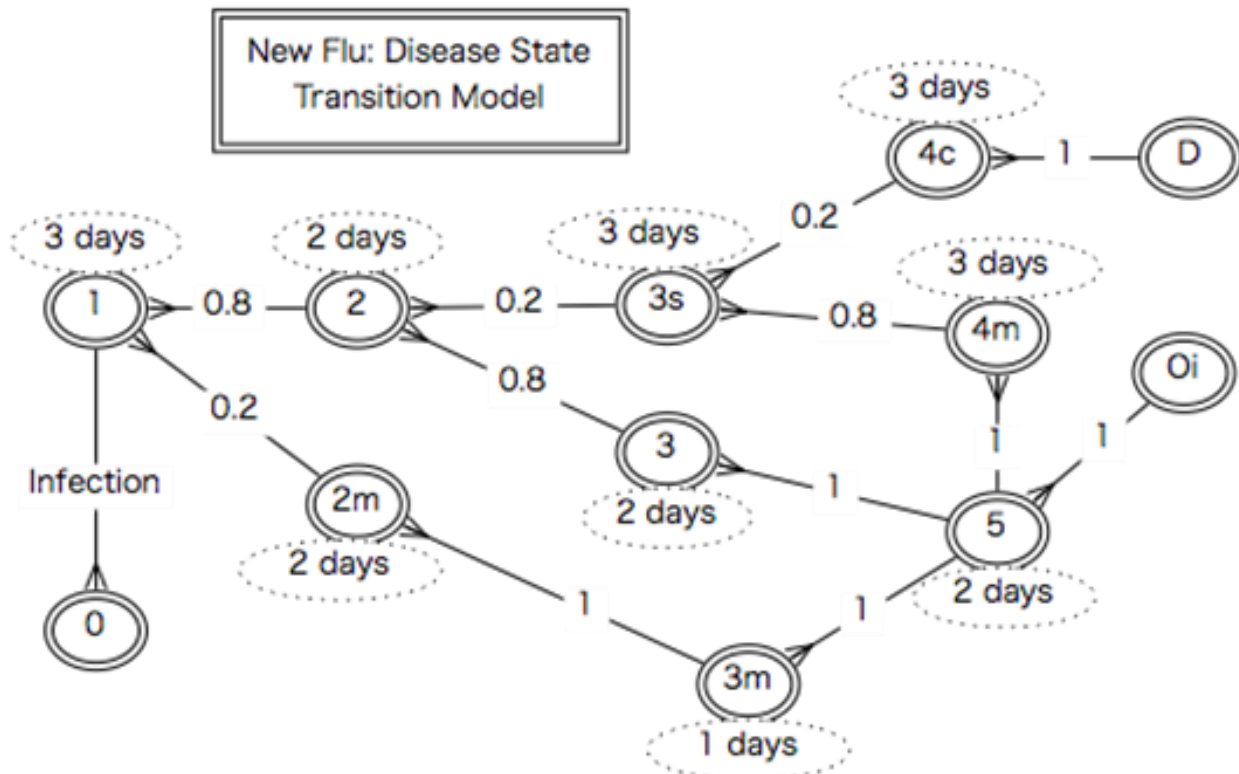 New Flu: Disease State
Transition Model
3 days
4c
1
D
3 days
1
0.8
2 days
2
0.2
3 days
3s
0.2
0.8
3 days
4m
Oi
0.2
0.8
3
2 days
1
1
1
Infection
2m
2 days
5
2 days
0
1
1
3m
1 days